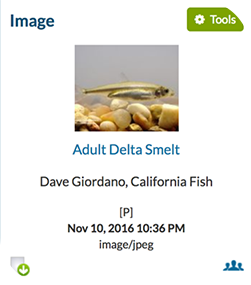 Image
Tools
Adult Delta Smelt
Dave Giordano, California Fish
[P]
Nov 10, 2016 10:36 PM
image/jpeg